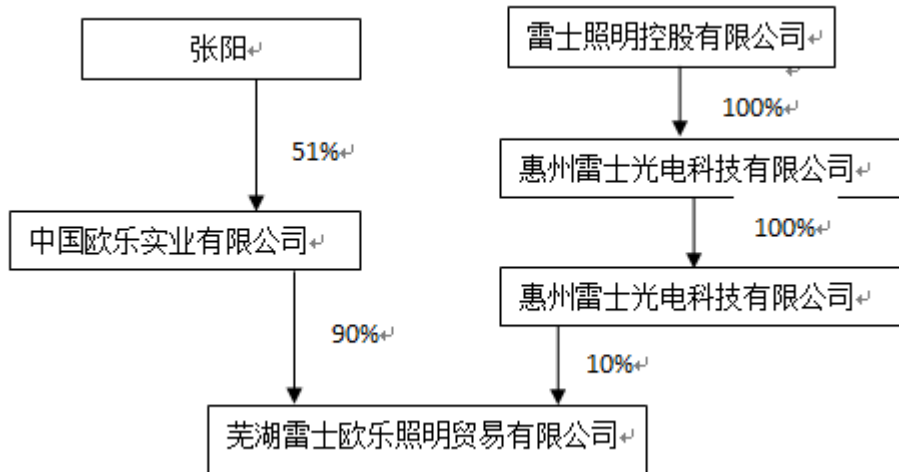 张阳
雷士照明控股有限公司
100%
51%
惠州雷士光电科技有限公司
中国欧乐实业有限公司
100%
惠州雷士光电科技有限公司
90%
10%
芜湖雷士欧乐照明贸易有限公司